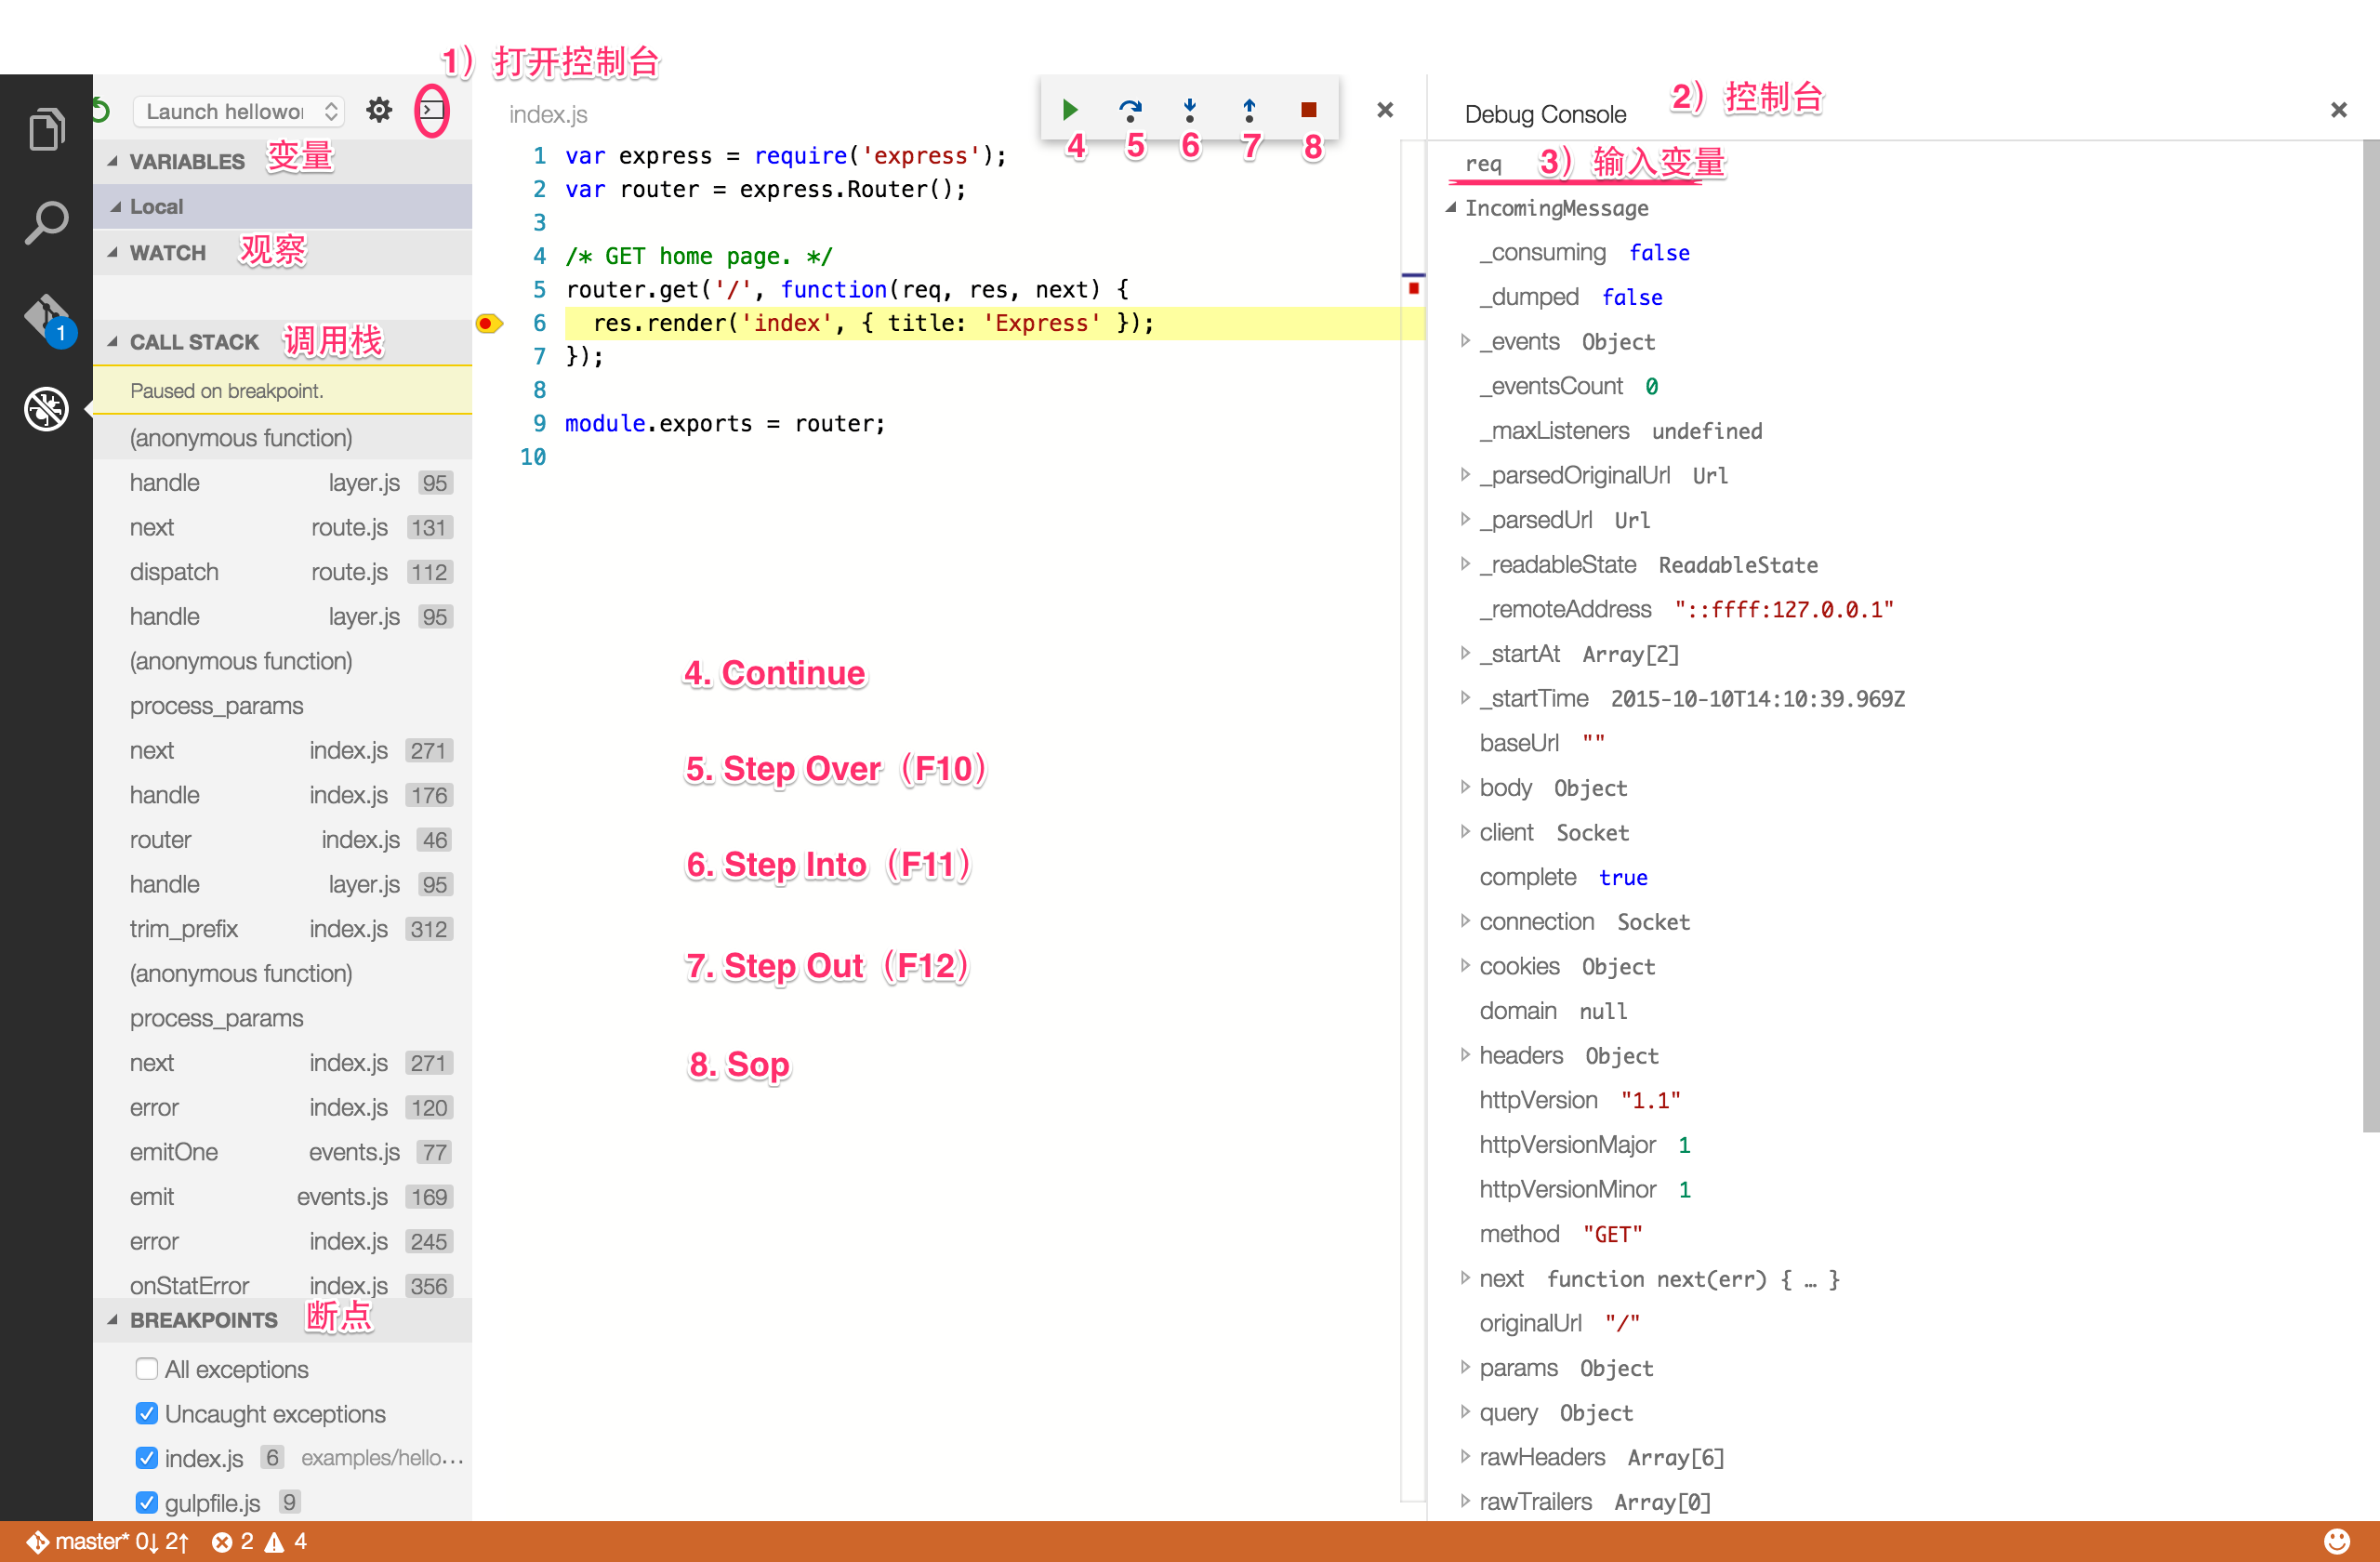 1）打开控制台
Launch hellowor
VARIABLES 变量
Local
WATCH 观察
1
CALL STACK 调用栈
Paused on breakpoint.
(anonymous function)
handle layer.js 95
next route.js 131
dispatch route.js 112
handle layer.js 95
(anonymous function)
process_params
next index.js 271
handle index.js 176
router index.js 46
handle layer.js 95
trim_prefix index.js 312
(anonymous function)
process_params
next index.js 271
error index.js 120
emitOne events.js 77
emit events.js 169
error index.js 245
onStatError index.js 356
BREAKPOINTS 断点
All exceptions
Uncaught exceptions
index.js 6 examples/hello...
gulpfile.js 9
index.js
4 5 6 7 8
1 var express = require('express');
2 var router = express.Router();
3
4 /* GET home page. */
5 router.get('/', function(req, res, next) {
6 res.render('index', { title: 'Express' });
7 });
8
9 module.exports = router;
10
4. Continue
5. Step Over（F10）
6. Step Into（F11）
7. Step Out（F12）
8. Sop
Debug Console 2）控制台
req 3）输入变量
IncomingMessage
_consuming false
_dumped false
_events Object
_eventsCount 0
_maxListeners undefined
_parsedOriginalUrl Url
_parsedUrl Url
_readableState ReadableState
_remoteAddress "::ffff:127.0.0.1"
_startAt Array[2]
_startTime 2015-10-10T14:10:39.969Z
baseUrl ""
body Object
client Socket
complete true
connection Socket
cookies Object
domain null
headers Object
httpVersion "1.1"
httpVersionMajor 1
httpVersionMinor 1
method "GET"
next function next(err) { … }
originalUrl "/"
params Object
query Object
rawHeaders Array[6]
rawTrailers Array[0]
master* 0↓ 2↑ 2 4